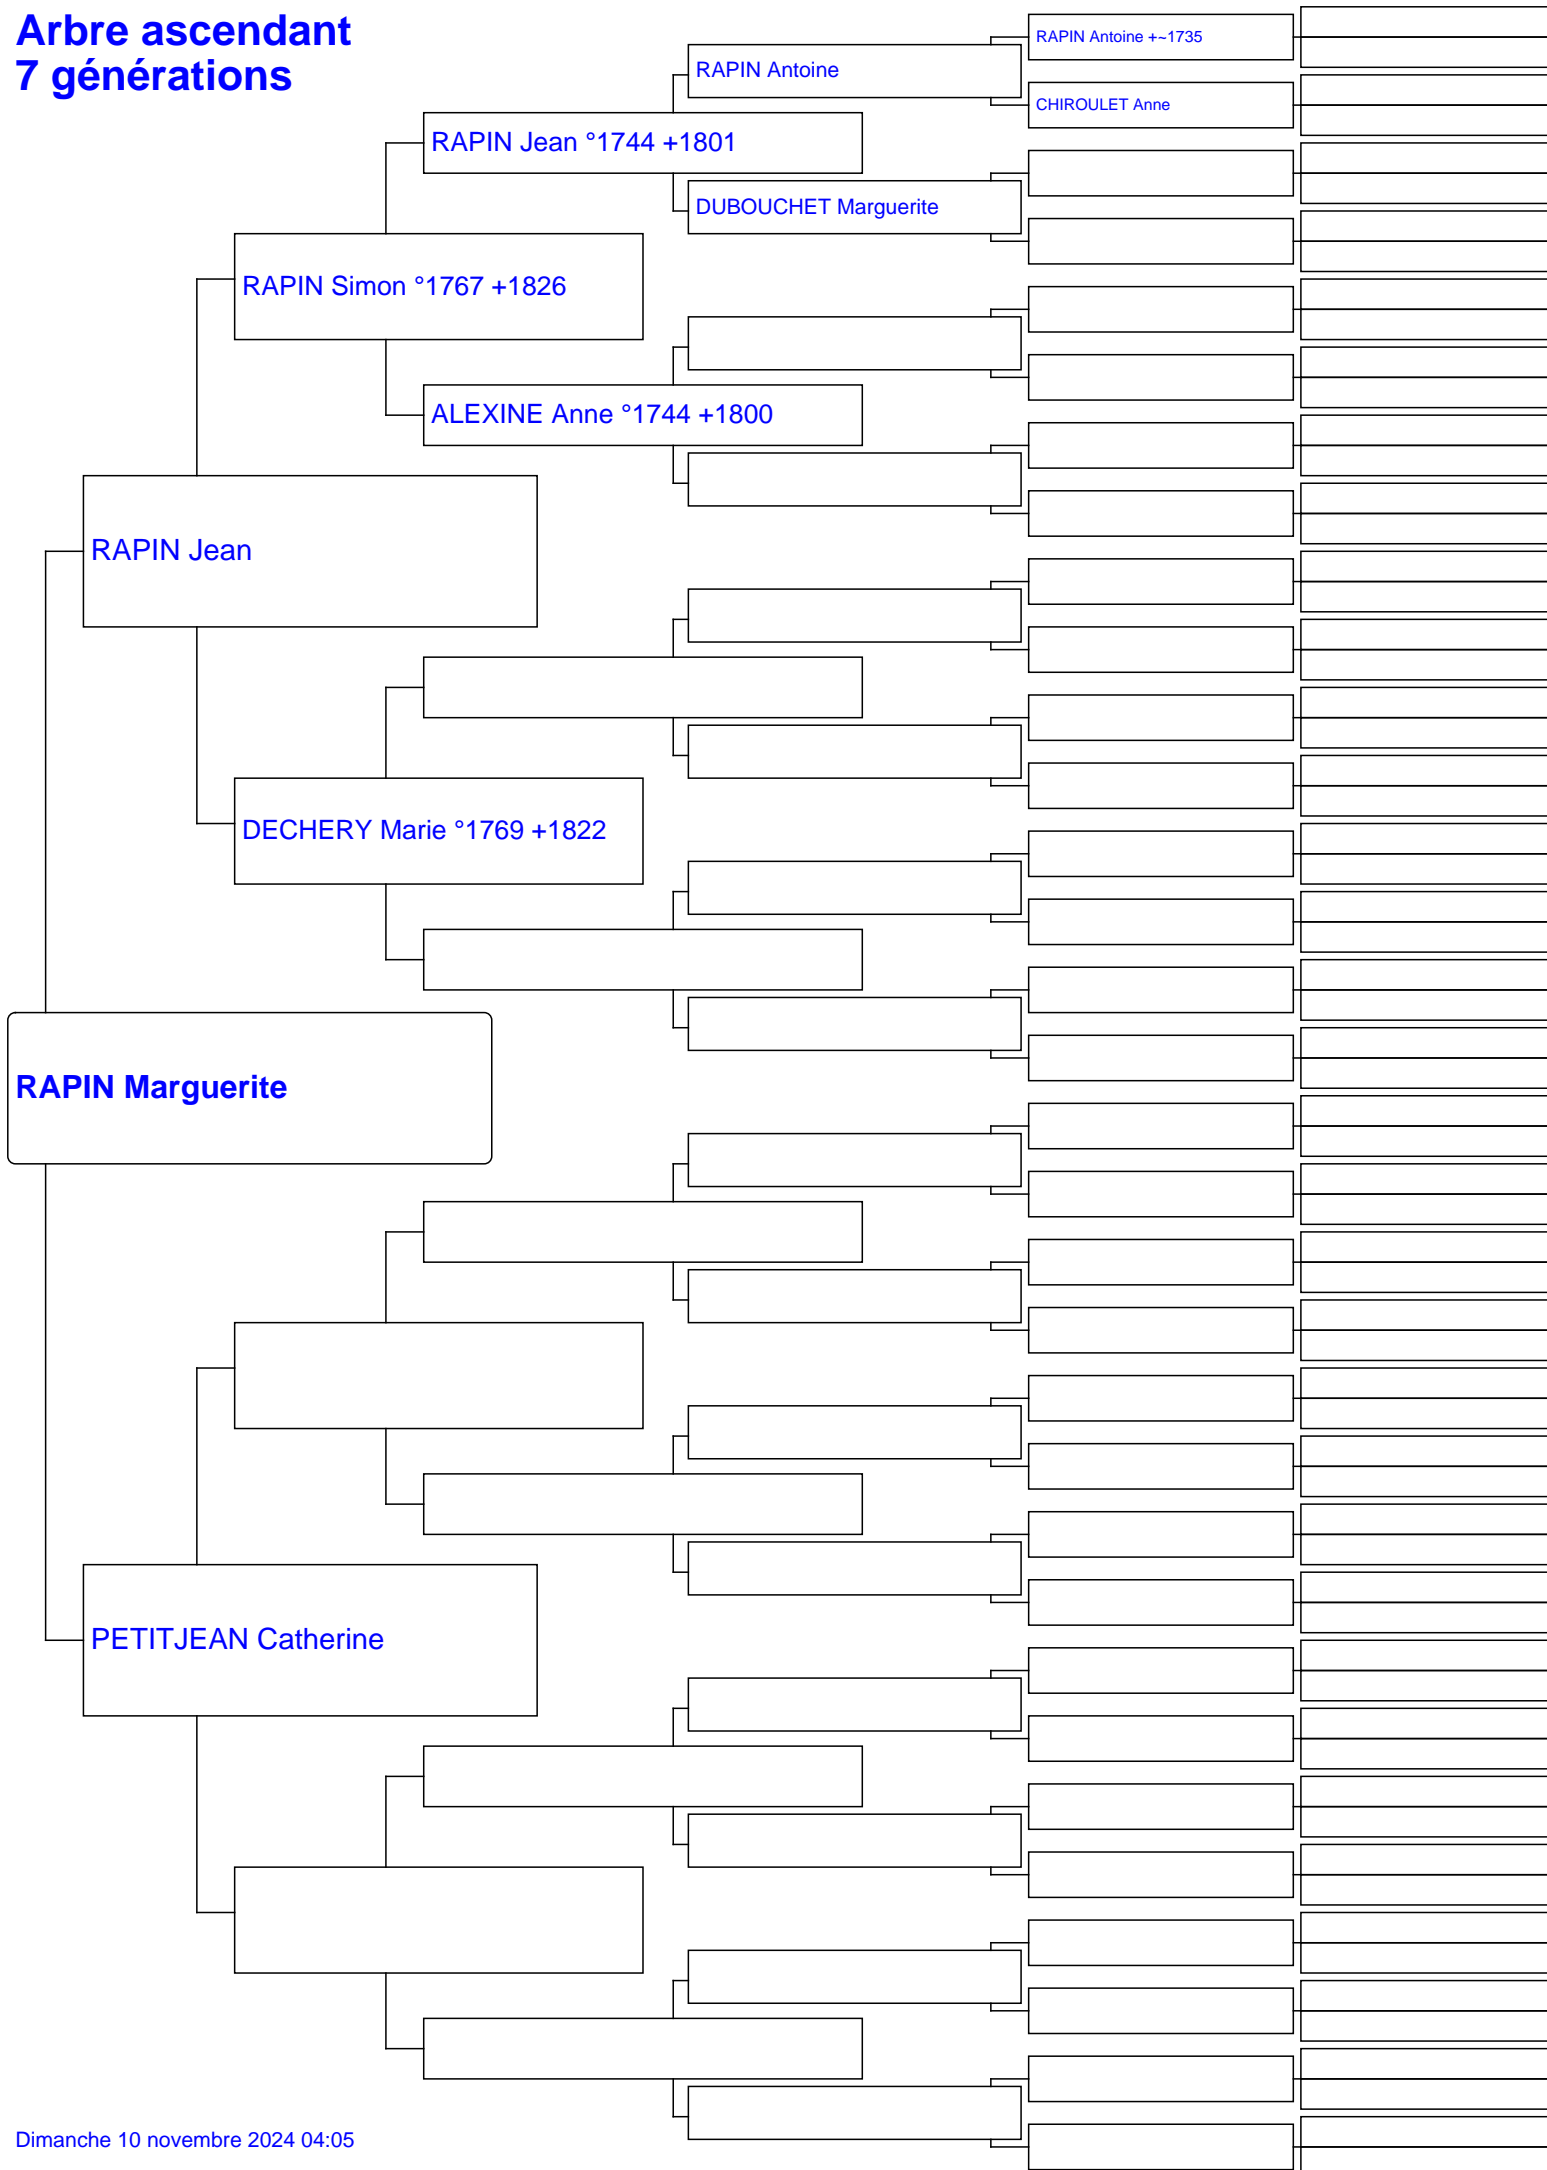 Arbre ascendant
7 générations
RAPIN Antoine +~1735
RAPIN Antoine
CHIROULET Anne
RAPIN Jean °1744 +1801
DUBOUCHET Marguerite
RAPIN Simon °1767 +1826
ALEXINE Anne °1744 +1800
RAPIN Jean
DECHERY Marie °1769 +1822
RAPIN Marguerite
PETITJEAN Catherine
Dimanche 10 novembre 2024 04:05